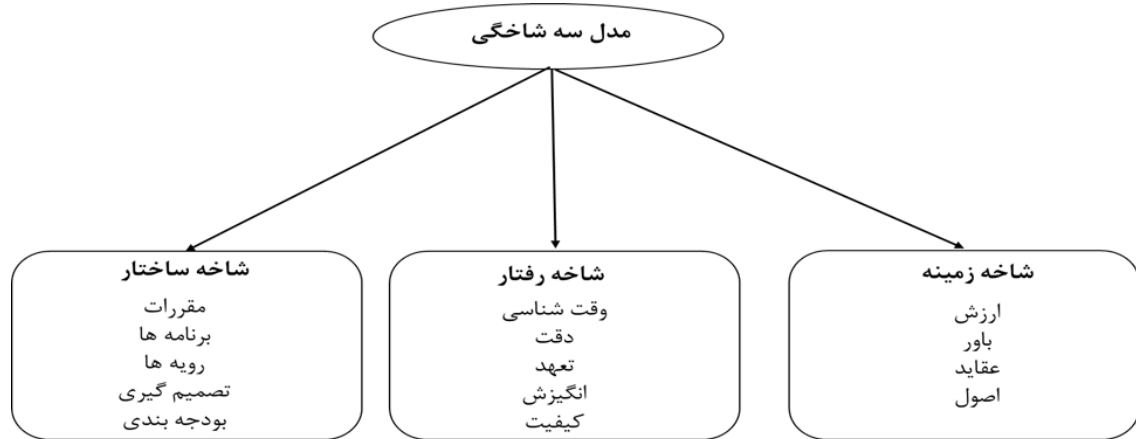 مدل سه شاخگی
شاخه زمینه
ارزش
باور
عقاید
اصول
شاخه رفتار
وقت شناسی
دقت
تعهد
انگیزش
کیفیت
شاخه ساختار
مقررات
برنامه ها
رویه ها
تصمیم گیری
بودجه بندی